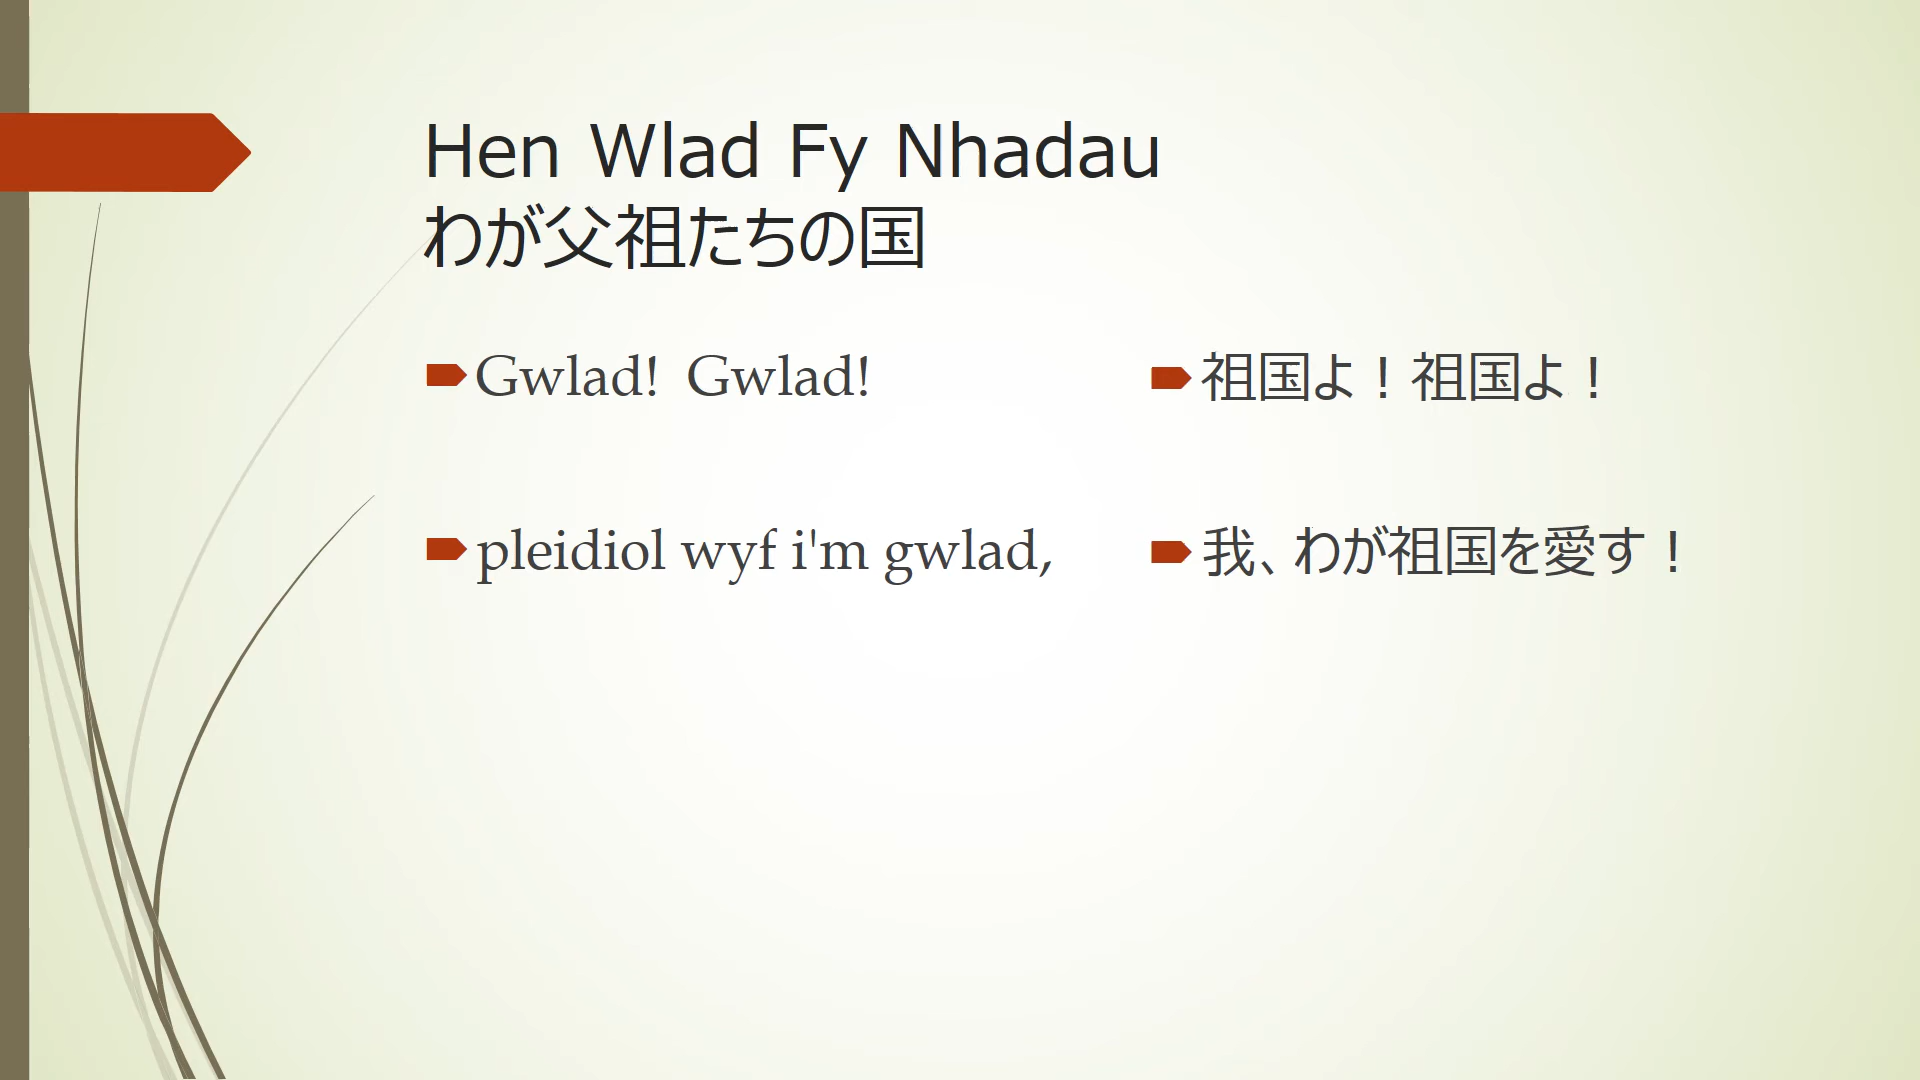 Hen Wlad Fy Nhadau
わが父祖たちの国
Gwlad!  Gwlad!
pleidiol wyf i'm gwlad,
祖国よ！祖国よ！
我、わが祖国を愛す！